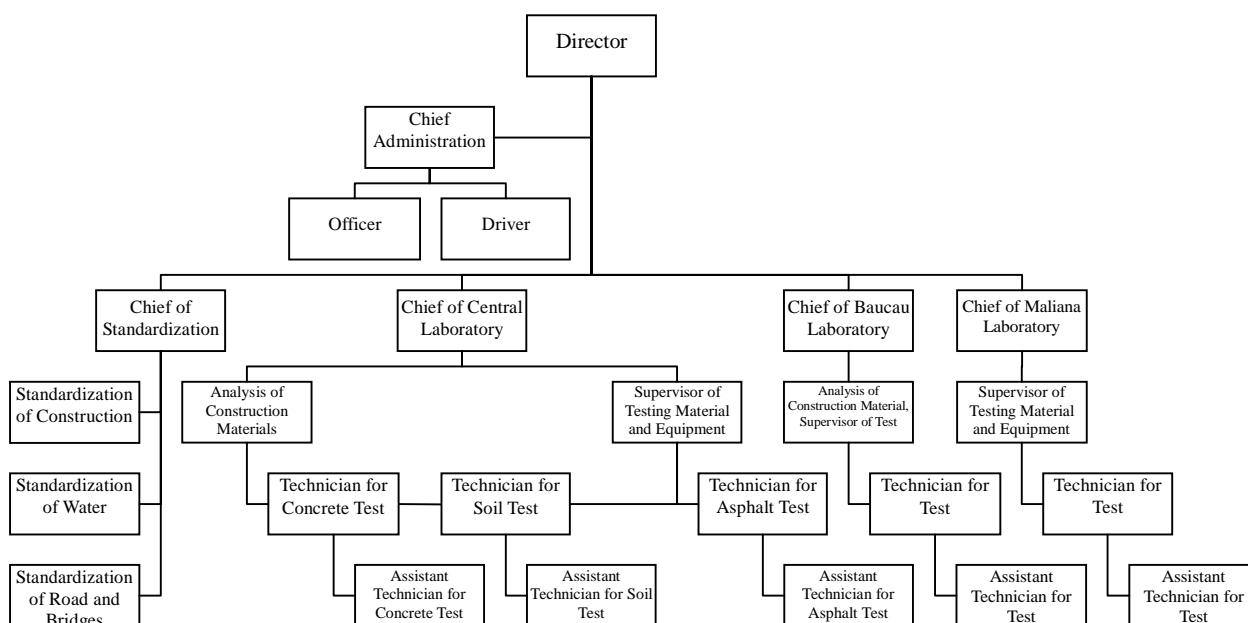 Director
Chief
Administration
Officer
Driver
Chief of
Standardization
Chief of Central
Laboratory
Chief of Baucau
Laboratory
Chief of Maliana
Laboratory
Standardization
of Construction
Analysis of
Construction
Materials
Supervisor of
Testing Material
and Equipment
Analysis of
Construction Material,
Supervisor of Test
Supervisor of
Testing Material
and Equipment
Standardization
of Water
Technician for
Concrete Test
Technician for
Soil Test
Technician for
Asphalt Test
Technician for
Test
Technician for
Test
Standardization
of Road and
Bridges
Assistant
Technician for
Concrete Test
Assistant
Technician for Soil
Test
Assistant
Technician for
Asphalt Test
Assistant
Technician for
Test
Assistant
Technician for
Test